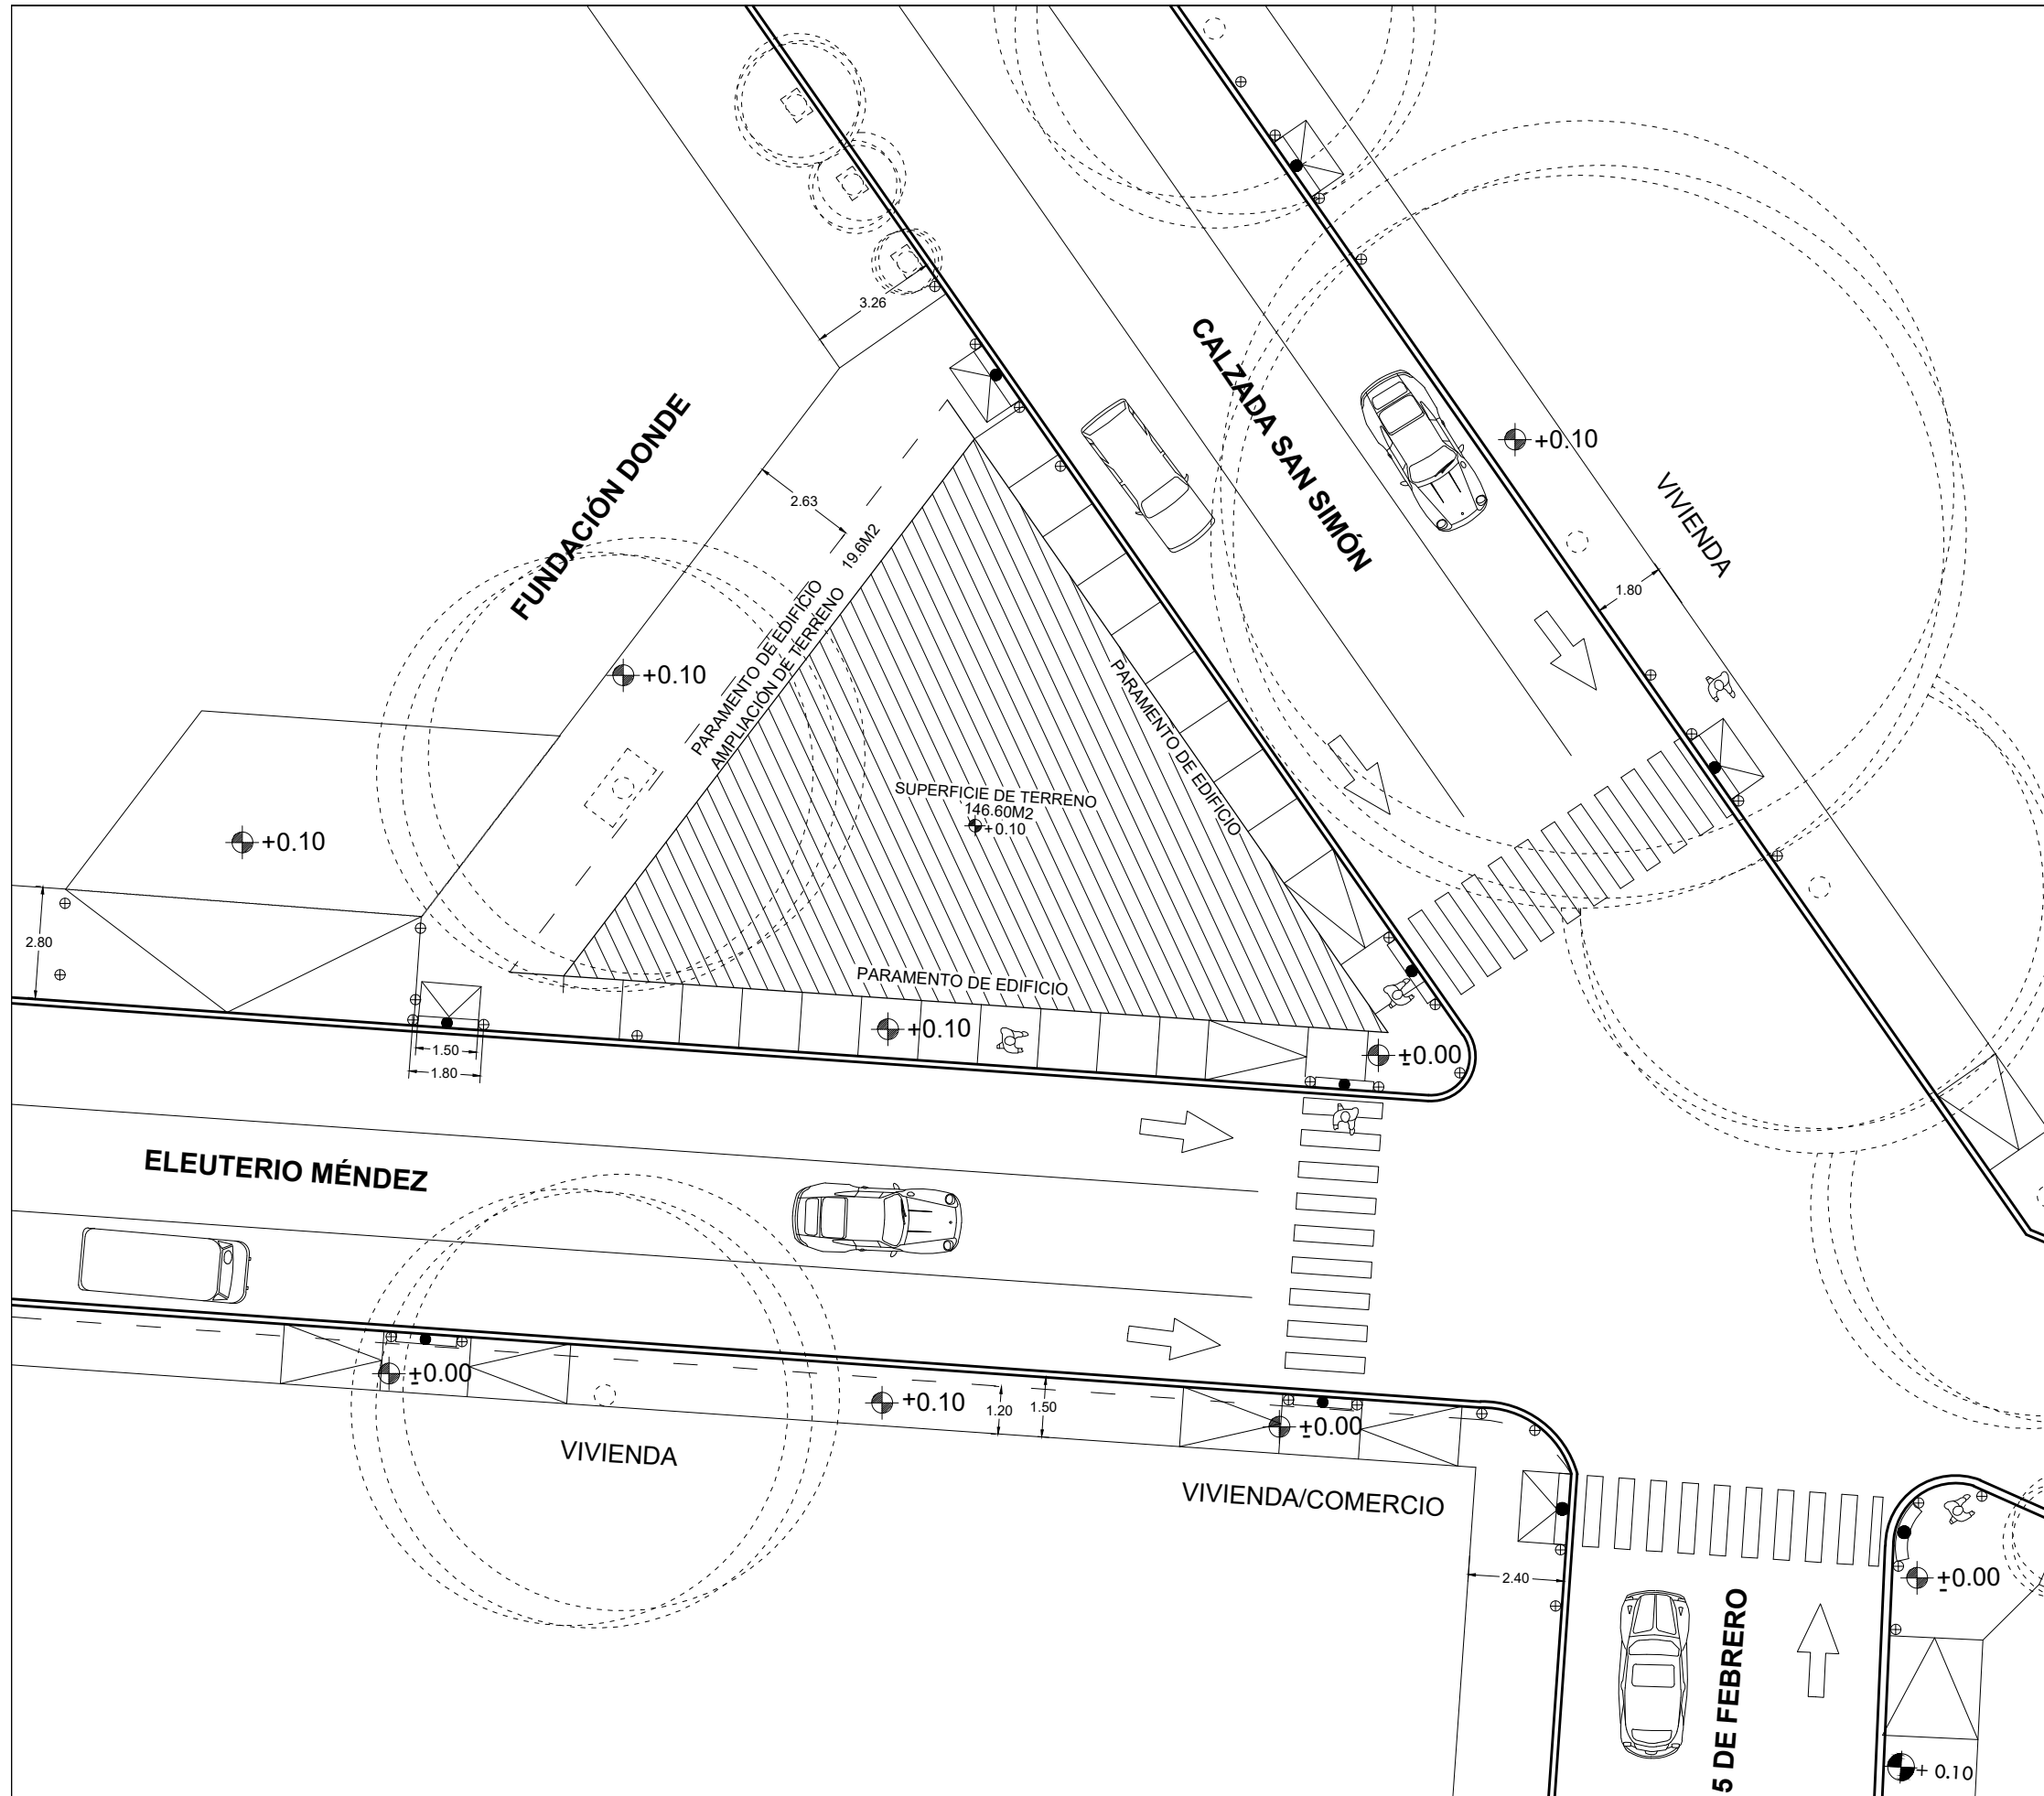 3.26
CALZADA SAN SIMÓN
+0.10
FUNDACIÓN DONDE
2.63
VIVIENDA
19.6M2
1.80
PARAMENTO DE EDIFICIO
AMPLIACIÓN DE TERRENO
+0.10
PARAMENTO DE EDIFICIO
SUPERFICIE DE TERRENO
146.60M2
+0.10
+0.10
2.80
PARAMENTO DE EDIFICIO
+0.10
1.50
±0.00
1.80
ELEUTERIO MÉNDEZ
±0.00
+0.10
1.20
1.50
±0.00
VIVIENDA
VIVIENDA/COMERCIO
2.40
±0.00
5 DE FEBRERO
+ 0.10